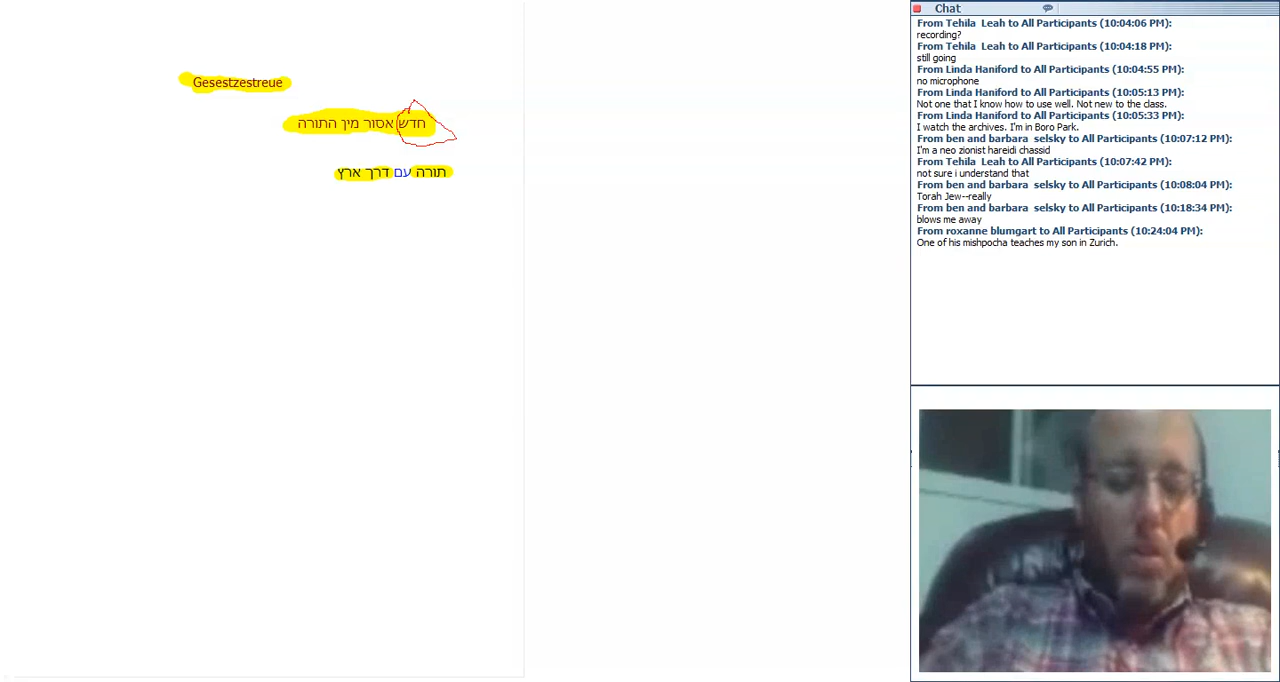 Gesestzestreue
חדש אסור מין התורה
תורה עם דרך ארץ
Chat
From Tehila Leah to All Participants (10:04:06 PM):
recording?
From Tehila Leah to All Participants (10:04:18 PM):
still going
From Linda Haniford to All Participants (10:04:55 PM):
no microphone
From Linda Haniford to All Participants (10:05:13 PM):
Not one that I know how to use well. Not new to the class.
From Linda Haniford to All Participants (10:05:33 PM):
I watch the archives. I'm in Boro Park.
From ben and barbara selsky to All Participants (10:07:12 PM):
I'm a neo zionist hareidi chassid
From Tehila Leah to All Participants (10:07:42 PM):
not sure i understand that
From ben and barbara selsky to All Participants (10:08:04 PM):
Torah Jew--really
From ben and barbara selsky to All Participants (10:18:34 PM):
blows me away
From roxanne blumgart to All Participants (10:24:04 PM):
One of his mishpocha teaches my son in Zurich.